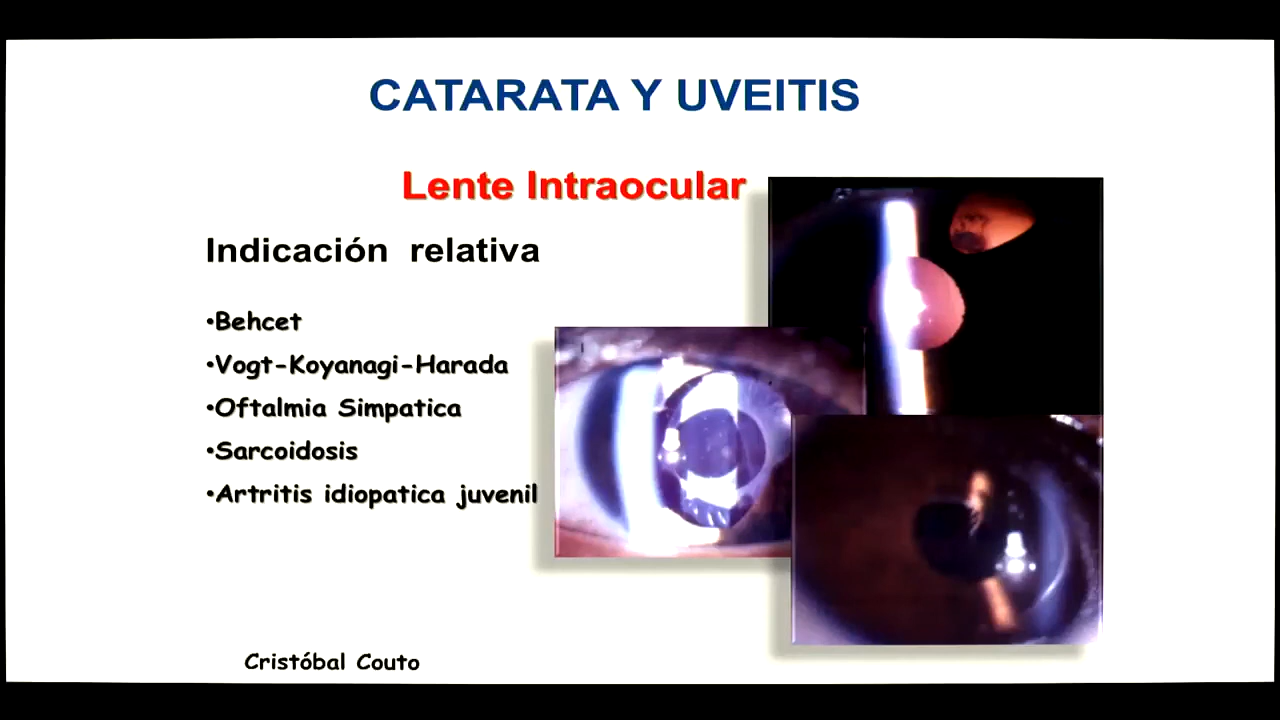 CATARATA Y UVEITIS
Lente Intraocular
Indicación relativa
•Behcet
•Vogt-Koyanagi-Harada
•Oftalmia Simpatica
•Sarcoidosis
•Artritis idiopatica juvenil
Cristóbal Couto